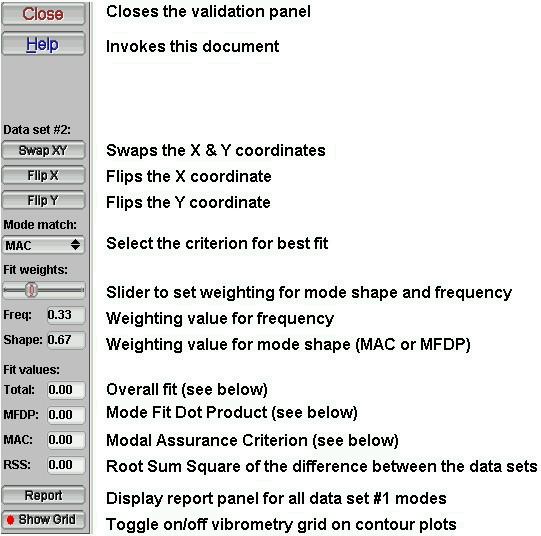 Close Closes the validation panel
Help Invokes this document
Data set #2:
Swap XY Swaps the X & Y coordinates
Flip X Flips the X coordinate
Flip Y Flips the Y coordinate
Mode match:
MAC Select the criterion for best fit
Fit weights:
Slider to set weighting for mode shape and frequency
Freq: 0.33 Weighting value for frequency
Shape: 0.67 Weighting value for mode shape (MAC or MFDP)
Fit values:
Total: 0.00 Overall fit (see below)
MFDP: 0.00 Mode Fit Dot Product (see below)
MAC: 0.00 Modal Assurance Criterion (see below)
RSS: 0.00 Root Sum Square of the difference between the data sets
Report Display report panel for all data set #1 modes
Show Grid Toggle on/off vibrometry grid on contour plots